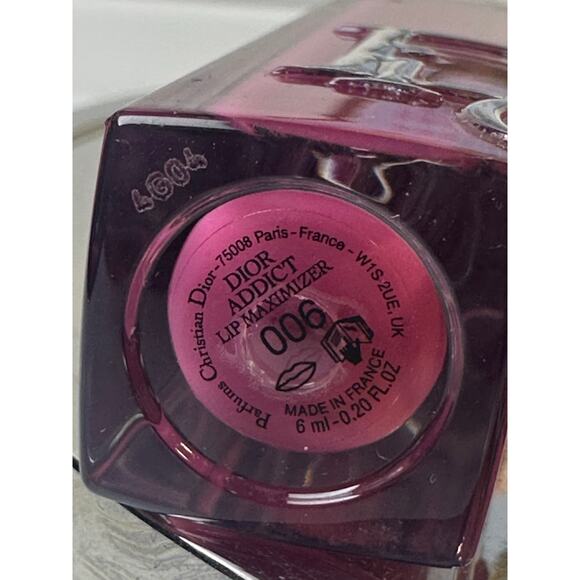 Parfums Christian Dior-75008 Paris-France - W1S-2UE, UK
DIOR
ADDICT
LIP MAXIMIZER
006
MADE IN FRANCE
6 ml-0.20 FL.OZ